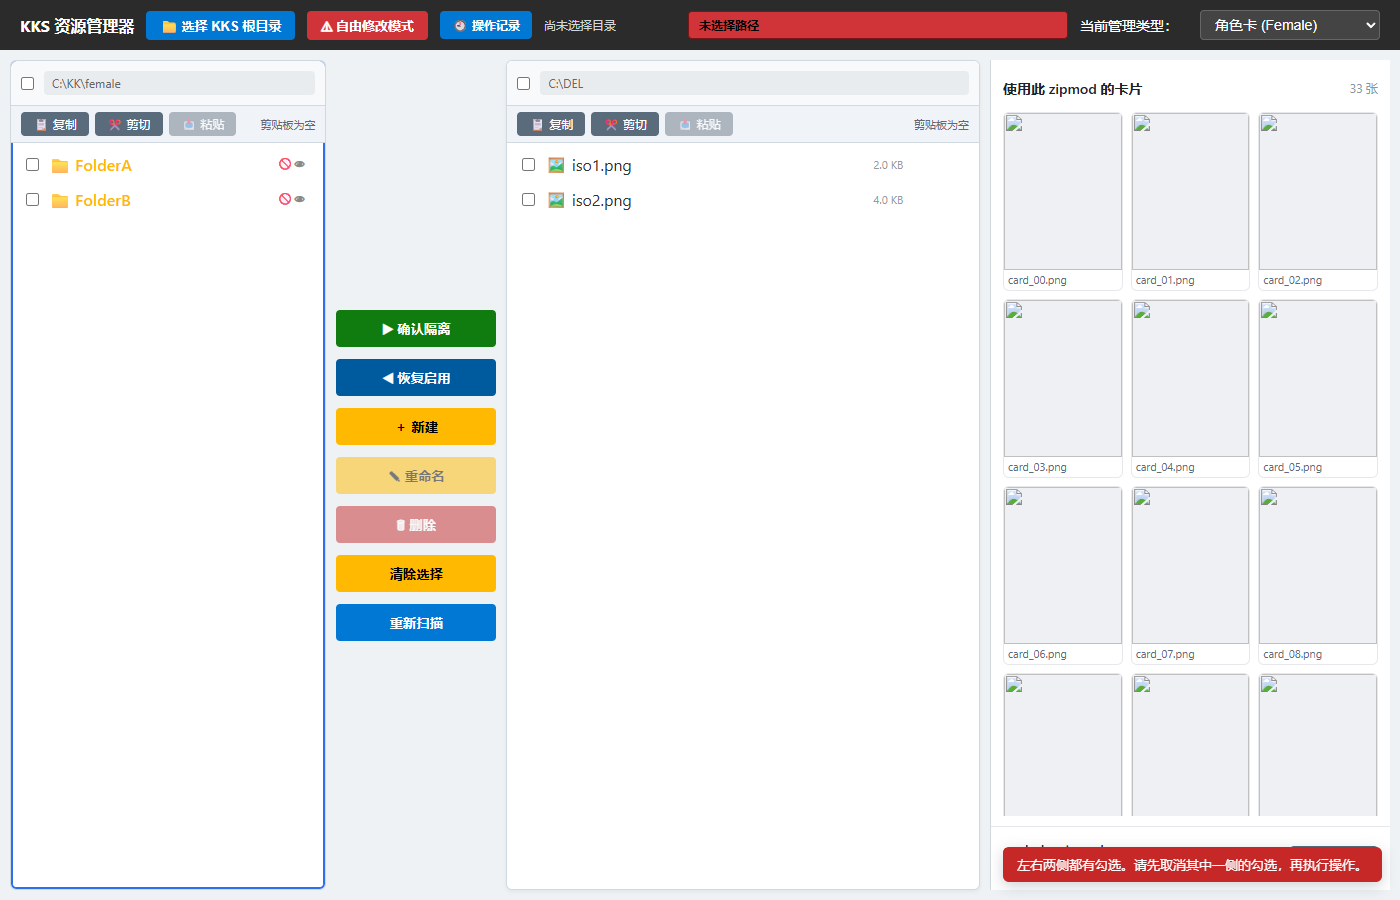 KKS 资源管理器
选择 KKS 根目录
自由修改模式
操作记录
尚未选择目录
未选择路径
当前管理类型：
角色卡 (Female)
C:\KK\female
复制
剪切
粘贴
剪贴板为空
FolderA
FolderB
确认隔离
恢复启用
+ 新建
重命名
删除
清除选择
重新扫描
C:\DEL
复制
剪切
粘贴
剪贴板为空
iso1.png
2.0 KB
iso2.png
4.0 KB
使用此 zipmod 的卡片
33 张
card_00.png
card_01.png
card_02.png
card_03.png
card_04.png
card_05.png
card_06.png
card_07.png
card_08.png
左右两侧都有勾选。请先取消其中一侧的勾选，再执行操作。